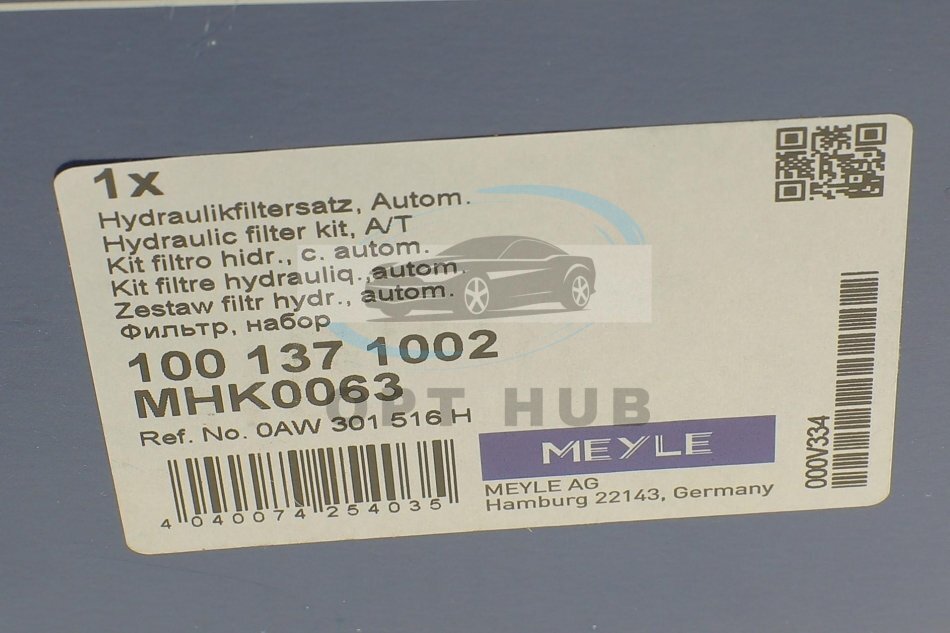 1x
Hydraulikfiltersatz, Autom.
Hydraulic filter kit, A/T
Kit filtro hidr., c. autom.
Kit filtre hydrauliq.,autom.
Zestaw filtr hydr., autom.
Фильтр, набор
100 137 1002
MHK0063
OPT HUB
Ref. No. 0AW 301 516 H
MEYLE
MEYLE AG
Hamburg 22143, Germany
4 040074 254035
000V334